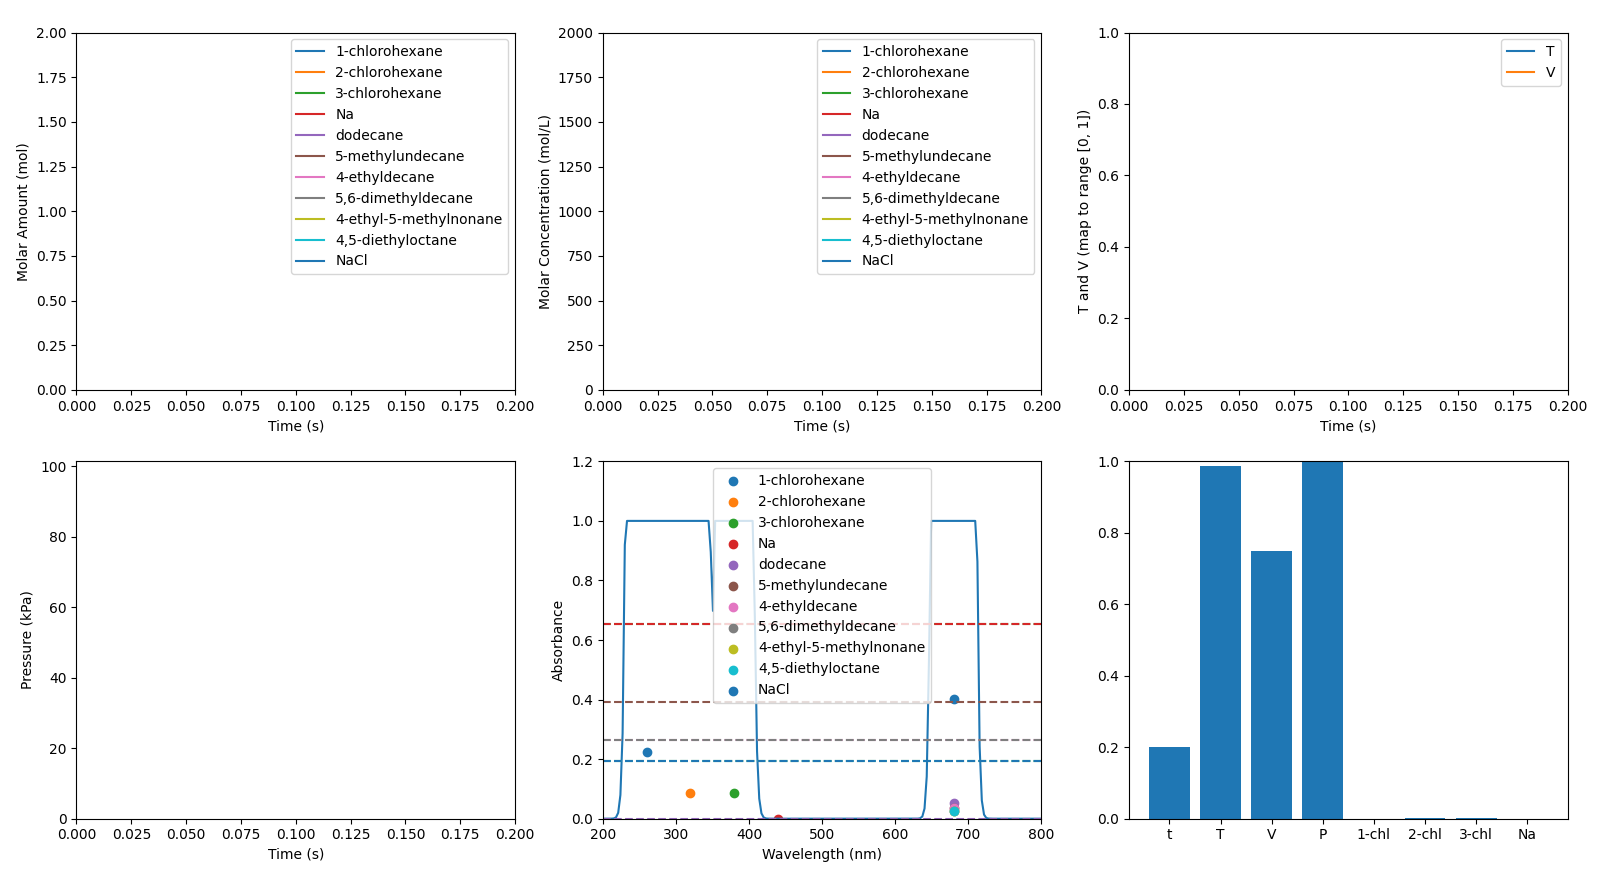 2.00
1.75
1.50
1.25
1.00
0.75
0.50
0.25
0.00
Molar Amount (mol)
1-chlorohexane
2-chlorohexane
3-chlorohexane
Na
dodecane
5-methylundecane
4-ethyldecane
5,6-dimethyldecane
4-ethyl-5-methylnonane
4,5-diethyloctane
NaCl
0.000 0.025 0.050 0.075 0.100 0.125 0.150 0.175 0.200
Time (s)
2000
1750
1500
1250
1000
750
500
250
0
Molar Concentration (mol/L)
1-chlorohexane
2-chlorohexane
3-chlorohexane
Na
dodecane
5-methylundecane
4-ethyldecane
5,6-dimethyldecane
4-ethyl-5-methylnonane
4,5-diethyloctane
NaCl
0.000 0.025 0.050 0.075 0.100 0.125 0.150 0.175 0.200
Time (s)
1.0
0.8
0.6
0.4
0.2
0.0
T and V (map to range [0, 1])
T
V
0.000 0.025 0.050 0.075 0.100 0.125 0.150 0.175 0.200
Time (s)
100
80
60
40
20
0
Pressure (kPa)
0.000 0.025 0.050 0.075 0.100 0.125 0.150 0.175 0.200
Time (s)
1.2
1.0
0.8
0.6
0.4
0.2
0.0
Absorbance
1-chlorohexane
2-chlorohexane
3-chlorohexane
Na
dodecane
5-methylundecane
4-ethyldecane
5,6-dimethyldecane
4-ethyl-5-methylnonane
4,5-diethyloctane
NaCl
200 300 400 500 600 700 800
Wavelength (nm)
1.0
0.8
0.6
0.4
0.2
0.0
t T V P 1-chl 2-chl 3-chl Na